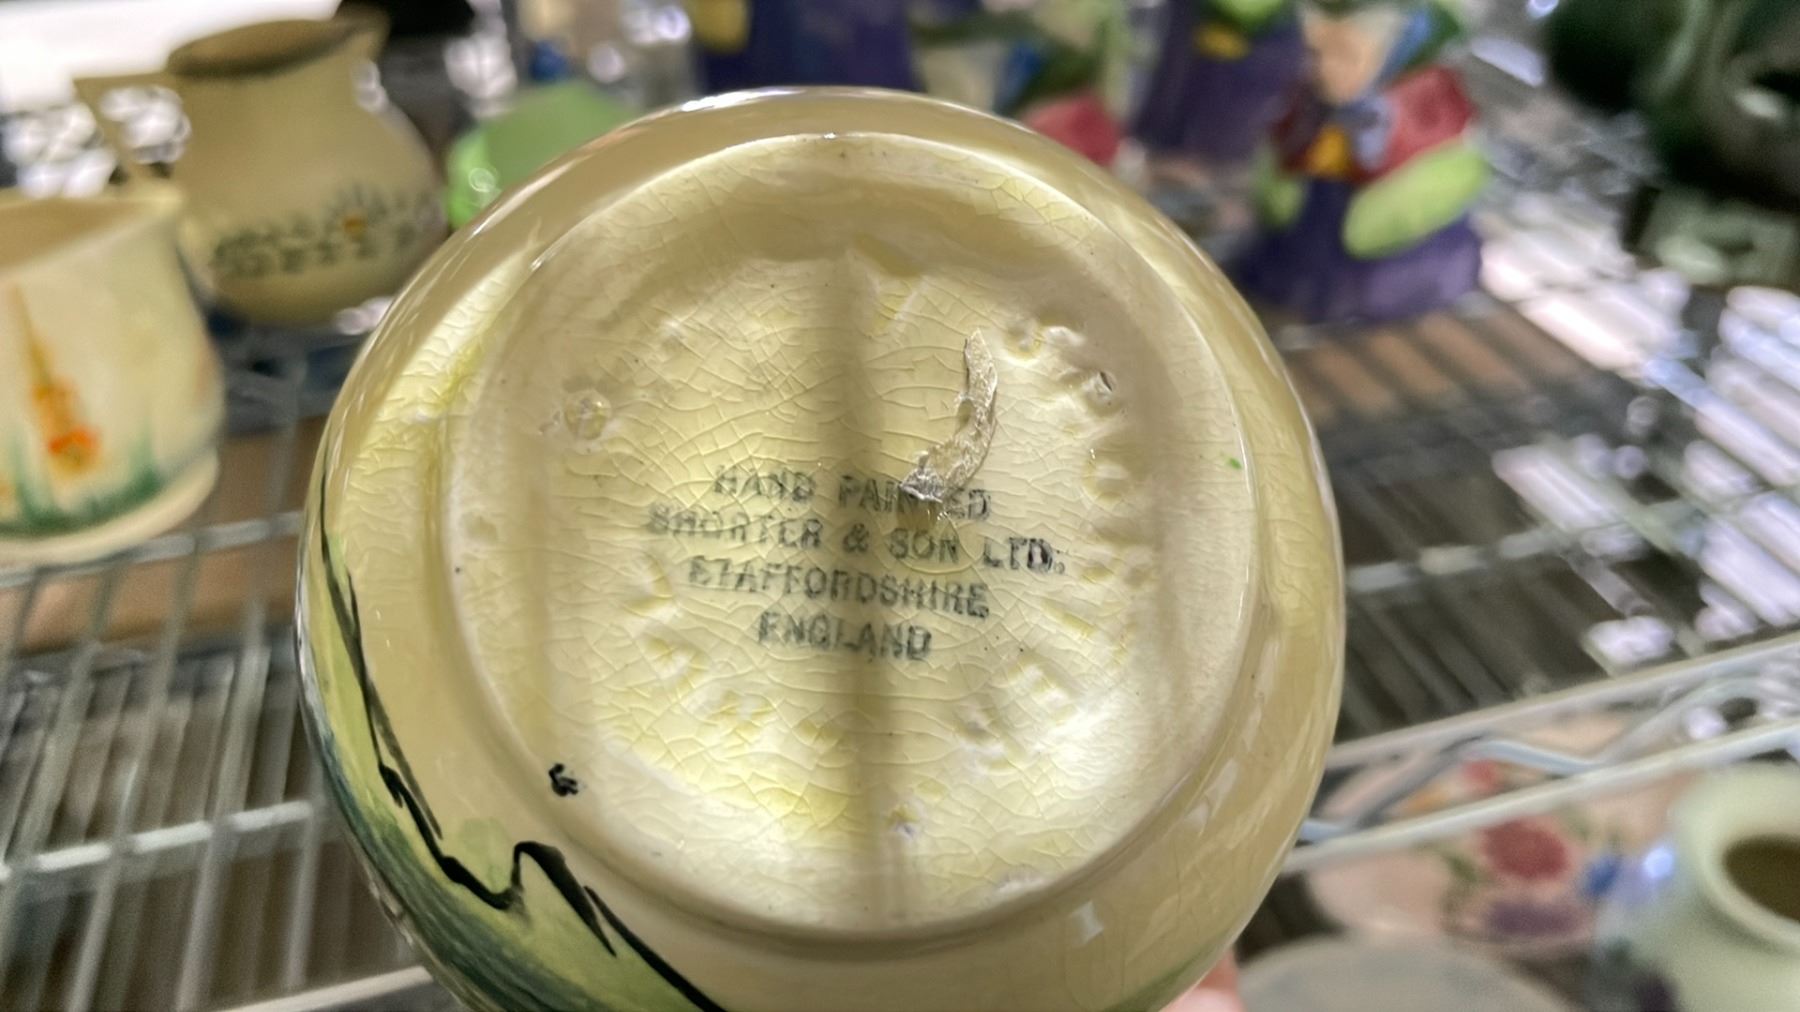 HAND PAINTED
SHORTER & SON LTD.
STAFFORDSHIRE
ENGLAND